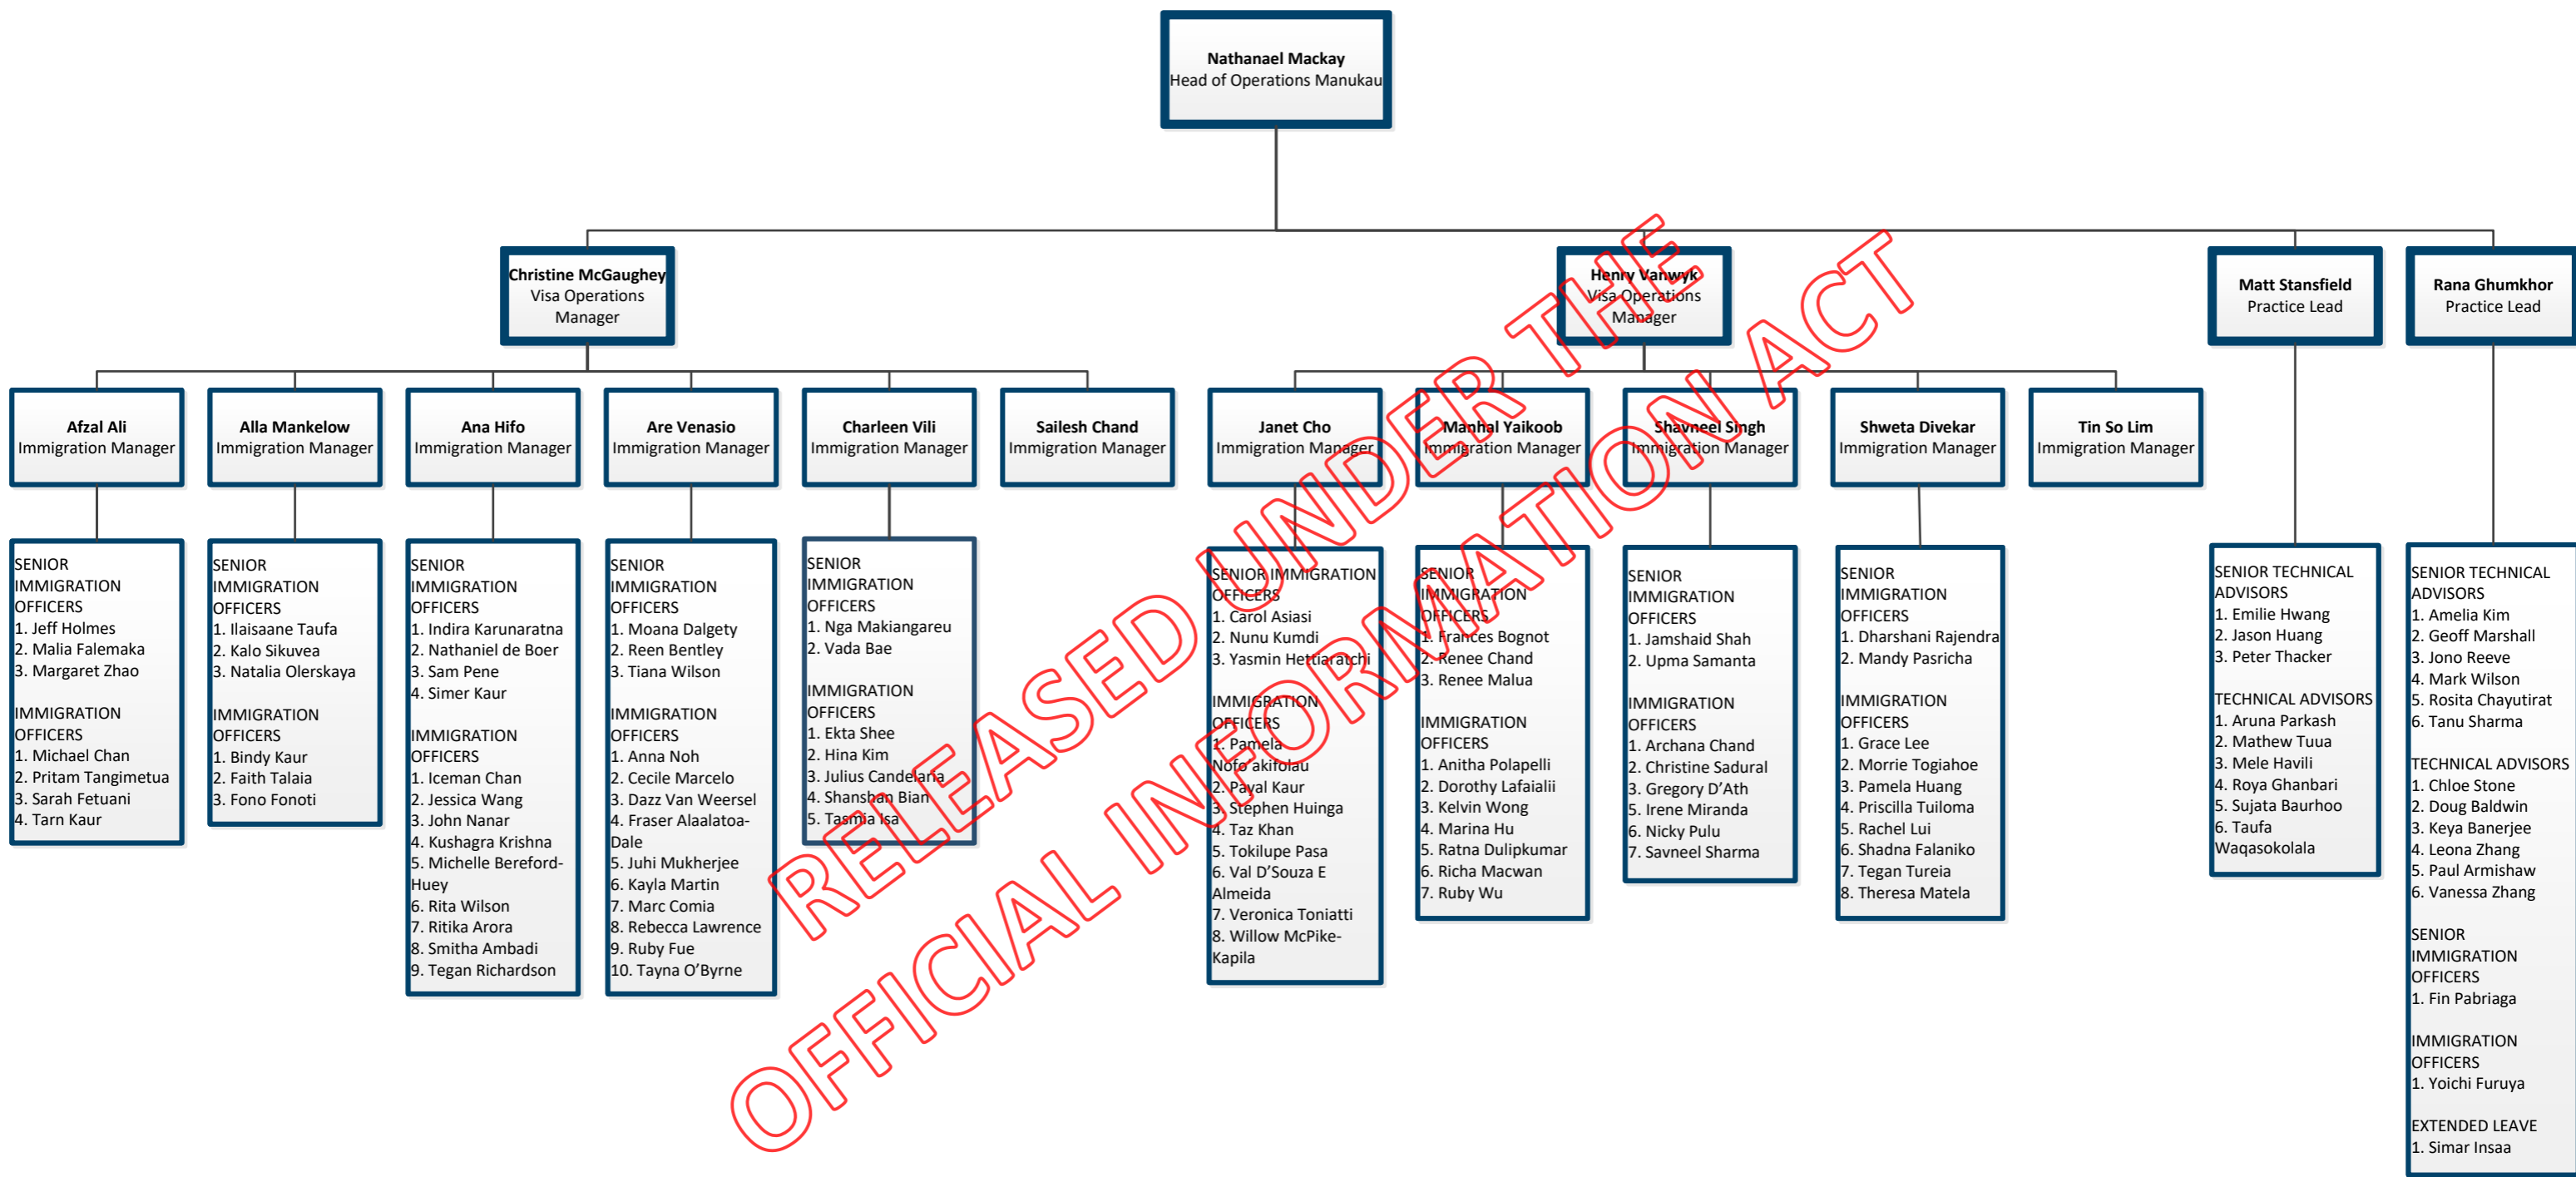 Nathanael Mackay
Head of Operations Manukau
Christine McGaughey
Visa Operations
Manager
Henry Vanwyk
Visa Operations
Manager
Matt Stansfield
Practice Lead
Rana Ghumkhor
Practice Lead
Afzal Ali
Immigration Manager
Alla Mankelow
Immigration Manager
Ana Hifo
Immigration Manager
Are Venasio
Immigration Manager
Charleen Vili
Immigration Manager
Sailesh Chand
Immigration Manager
Janet Cho
Immigration Manager
Manhal Yaikoob
Immigration Manager
Shavneel Singh
Immigration Manager
Shweta Divekar
Immigration Manager
Tin So Lim
Immigration Manager
SENIOR
IMMIGRATION
OFFICERS
1. Jeff Holmes
2. Malia Falemaka
3. Margaret Zhao
IMMIGRATION
OFFICERS
1. Michael Chan
2. Pritam Tangimetua
3. Sarah Fetuani
4. Tarn Kaur
SENIOR
IMMIGRATION
OFFICERS
1. Ilaisaane Taufa
2. Kalo Sikuvea
3. Natalia Olerskaya
IMMIGRATION
OFFICERS
1. Bindy Kaur
2. Faith Talaia
3. Fono Fonoti
SENIOR
IMMIGRATION
OFFICERS
1. Indira Karunaratna
2. Nathaniel de Boer
3. Sam Pene
4. Simer Kaur
IMMIGRATION
OFFICERS
1. Iceman Chan
2. Jessica Wang
3. John Nanar
4. Kushagra Krishna
5. Michelle Bereford-
Huey
6. Rita Wilson
7. Ritika Arora
8. Smitha Ambadi
9. Tegan Richardson
SENIOR
IMMIGRATION
OFFICERS
1. Moana Dalgety
2. Reen Bentley
3. Tiana Wilson
IMMIGRATION
OFFICERS
1. Anna Noh
2. Cecile Marcelo
3. Dazz Van Weersel
4. Fraser Alaalatoa-
Dale
5. Juhi Mukherjee
6. Kayla Martin
7. Marc Comia
8. Rebecca Lawrence
9. Ruby Fue
10. Tayna O’Byrne
SENIOR
IMMIGRATION
OFFICERS
1. Nga Makiangareu
2. Vada Bae
IMMIGRATION
OFFICERS
1. Ekta Shee
2. Hina Kim
3. Julius Candelaria
4. Shanshan Bian
5. Tasmia Isa
SENIOR IMMIGRATION
OFFICERS
1. Carol Asiasi
2. Nunu Kumdi
3. Yasmin Hettiaratchi
IMMIGRATION
OFFICERS
1. Pamela
Nofo akifolau
2. Payal Kaur
3. Stephen Huinga
4. Taz Khan
5. Tokilupe Pasa
6. Val D’Souza E
Almeida
7. Veronica Toniatti
8. Willow McPike-
Kapila
SENIOR
IMMIGRATION
OFFICERS
1. Frances Bognot
2. Renee Chand
3. Renee Malua
IMMIGRATION
OFFICERS
1. Anitha Polapelli
2. Dorothy Lafaialii
3. Kelvin Wong
4. Marina Hu
5. Ratna Dulipkumar
6. Richa Macwan
7. Ruby Wu
SENIOR
IMMIGRATION
OFFICERS
1. Jamshaid Shah
2. Upma Samanta
IMMIGRATION
OFFICERS
1. Archana Chand
2. Christine Sadural
3. Gregory D’Ath
5. Irene Miranda
6. Nicky Pulu
7. Savneel Sharma
SENIOR
IMMIGRATION
OFFICERS
1. Dharshani Rajendra
2. Mandy Pasricha
IMMIGRATION
OFFICERS
1. Grace Lee
2. Morrie Togiahoe
3. Pamela Huang
4. Priscilla Tuiloma
5. Rachel Lui
6. Shadna Falaniko
7. Tegan Tureia
8. Theresa Matela
SENIOR TECHNICAL
ADVISORS
1. Emilie Hwang
2. Jason Huang
3. Peter Thacker
TECHNICAL ADVISORS
1. Aruna Parkash
2. Mathew Tuua
3. Mele Havili
4. Roya Ghanbari
5. Sujata Baurhoo
6. Taufa
Waqasokolala
SENIOR TECHNICAL
ADVISORS
1. Amelia Kim
2. Geoff Marshall
3. Jono Reeve
4. Mark Wilson
5. Rosita Chayutirat
6. Tanu Sharma
TECHNICAL ADVISORS
1. Chloe Stone
2. Doug Baldwin
3. Keya Banerjee
4. Leona Zhang
5. Paul Armishaw
6. Vanessa Zhang
SENIOR
IMMIGRATION
OFFICERS
1. Fin Pabriaga
IMMIGRATION
OFFICERS
1. Yoichi Furuya
EXTENDED LEAVE
1. Simar Insaa
RELEASED UNDER THE
OFFICIAL INFORMATION ACT